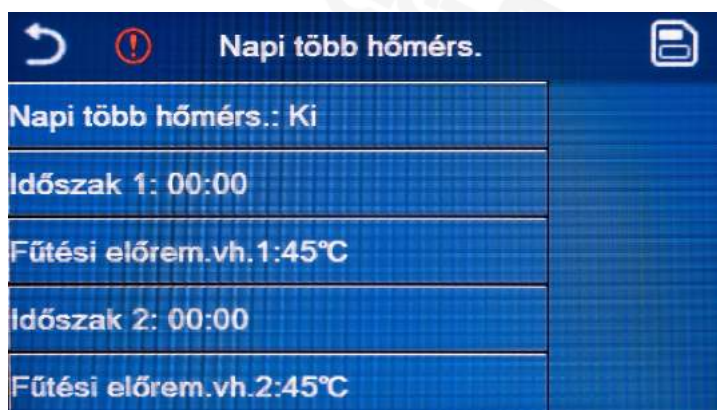 Napi több hőmérs.
Napi több hőmérs.: Ki
Időszak 1: 00:00
Fűtési előrem.vh.1:45℃
Időszak 2: 00:00
Fűtési előrem.vh.2:45℃